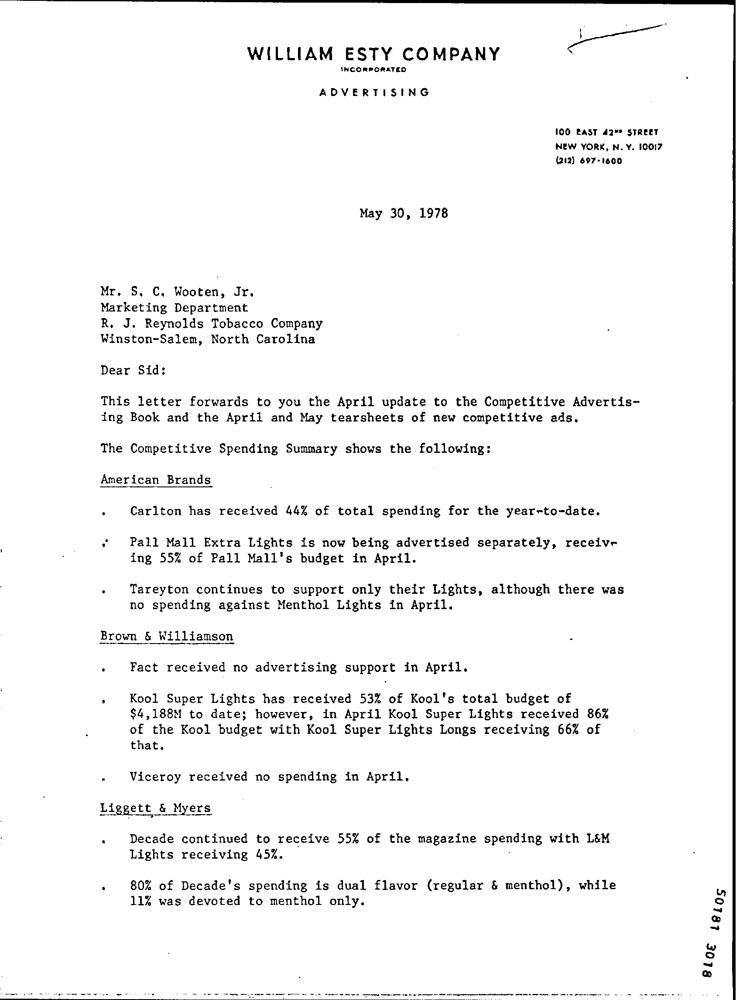 WILLIAM ESTY COMPANY
INCORPORATED
ADVERTISING
100 EAST 42ND STREET
NEW YORK, N. Y. 10017
(212) 697-1600
May 30, 1978
Mr. S. C. Wooten, Jr.
Marketing Department
R. J. Reynolds Tobacco Company
Winston-Salem, North Carolina
Dear Sid:
This letter forwards to you the April update to the Competitive Advertis-
ing Book and the April and May tearsheets of new competitive ads.
The Competitive Spending Summary shows the following:
American Brands
. Carlton has received 44% of total spending for the year-to-date.
. Pall Mall Extra Lights is now being advertised separately, receiv-
ing 55% of Pall Mall's budget in April.
. Tareyton continues to support only their Lights, although there was
no spending against Menthol Lights in April.
Brown & Williamson
. Fact received no advertising support in April.
. Kool Super Lights has received 53% of Kool's total budget of
$4,188M to date; however, in April Kool Super Lights received 86%
of the Kool budget with Kool Super Lights Longs receiving 66% of
that.
. Viceroy received no spending in April.
Liggett & Myers
. Decade continued to receive 55% of the magazine spending with L&M
Lights receiving 45%.
. 80% of Decade's spending is dual flavor (regular & menthol), while
11% was devoted to menthol only.
50181 3018